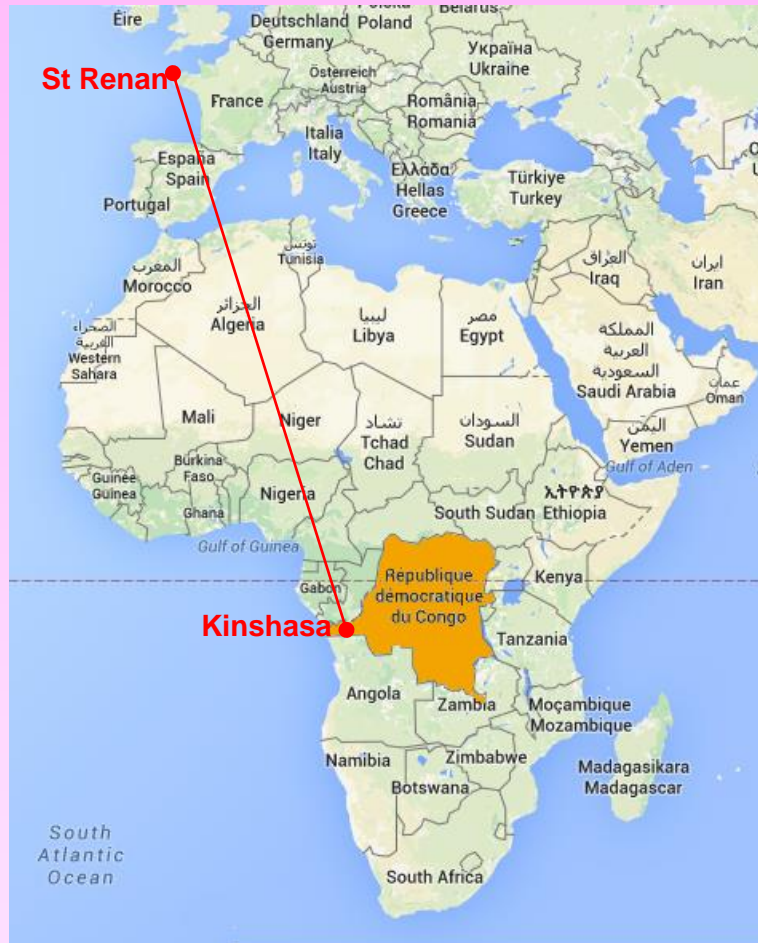 Éire
Deutschland
Germany
Polska
Poland
Belarus
Україна
Ukraine
St Renan
France
Österreich
Austria
România
Romania
Italia
Italy
España
Spain
Portugal
Ελλάδα
Hellas
Greece
Türkiye
Turkey
تونس
Tunisia
المغرب
Morocco
العراق
Iraq
ایران
Iran
الجزائر
Algeria
ليبيا
Libya
مصر
Egypt
الصحراء
الغربية
Western
Sahara
المملكة
العربية
السعودية
Saudi Arabia
عمان
Oman
Mali
Niger
تشاد
Tchad
Chad
السودان
Sudan
اليمن
Yemen
Gulf of Aden
Guinée
Guinea
Burkina
Faso
Ghana
Nigeria
South Sudan
ኢትዮጵያ
Ethiopia
Gulf of Guinea
Gabon
République
démocratique
du Congo
Kenya
Kinshasa
Tanzania
Angola
Zambia
Moçambique
Mozambique
Namibia
Zimbabwe
Botswana
Madagasikara
Madagascar
South
Atlantic
Ocean
South Africa